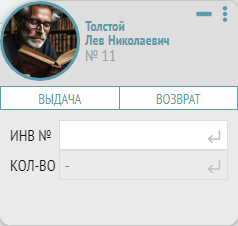 Толстой
Лев Николаевич
№ 11
ВЫДАЧА ВОЗВРАТ
ИНВ №
КОЛ-ВО -